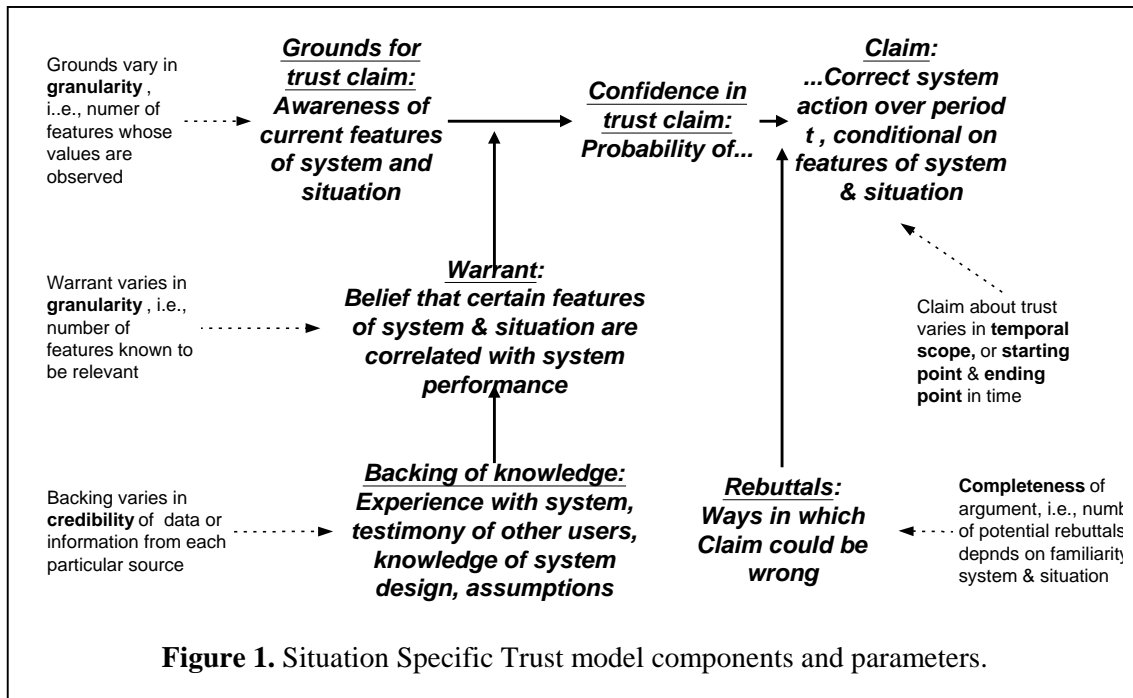 Grounds vary in
granularity , 
i..e., numer of
features whose
values are
observed
Grounds for
trust claim:
Awareness of
current features
of system and
situation
Confidence in
trust claim:
Probability of...
Claim:
...Correct system
action over period
t , conditional on
features of system
& situation
Warrant varies in
granularity , i.e.,
number of
features known to
be relevant
Warrant:
Belief that certain features
of system & situation are
correlated with system
performance
Claim about trust
varies in temporal
scope, or starting
point & ending
point in time
Backing varies in
credibility of data or
information from each
particular source
Backing of knowledge:
Experience with system,
testimony of other users,
knowledge of system
design, assumptions
Rebuttals:
Ways in which
Claim could be
wrong
Completeness of
argument, i.e., numb
of potential rebuttals
depnds on familiarity
system & situation
Figure 1. Situation Specific Trust model components and parameters.